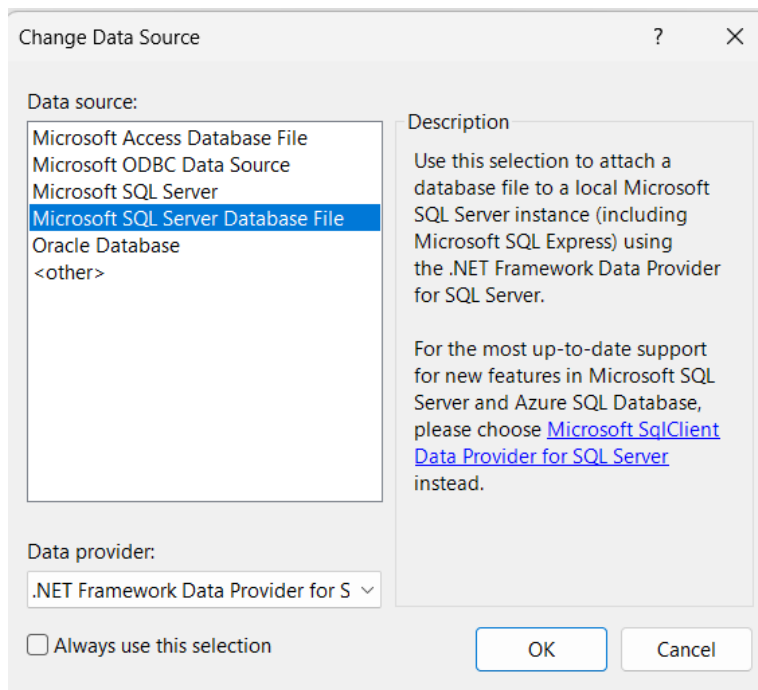 Change Data Source
?
Data source:
Microsoft Access Database File
Microsoft ODBC Data Source
Microsoft SQL Server
Microsoft SQL Server Database File
Oracle Database
<other>
Description
Use this selection to attach a
database file to a local Microsoft
SQL Server instance (including
Microsoft SQL Express) using
the .NET Framework Data Provider
for SQL Server.
For the most up-to-date support
for new features in Microsoft SQL
Server and Azure SQL Database,
please choose Microsoft SqlClient
Data Provider for SQL Server
instead.
Data provider:
.NET Framework Data Provider for S
Always use this selection
OK
Cancel